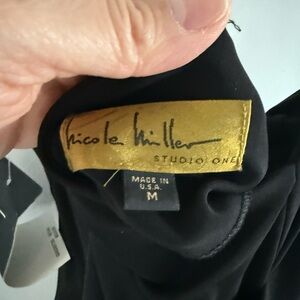 Nicole Miller
STUDIO ONE
MADE IN
U.S.A.
M